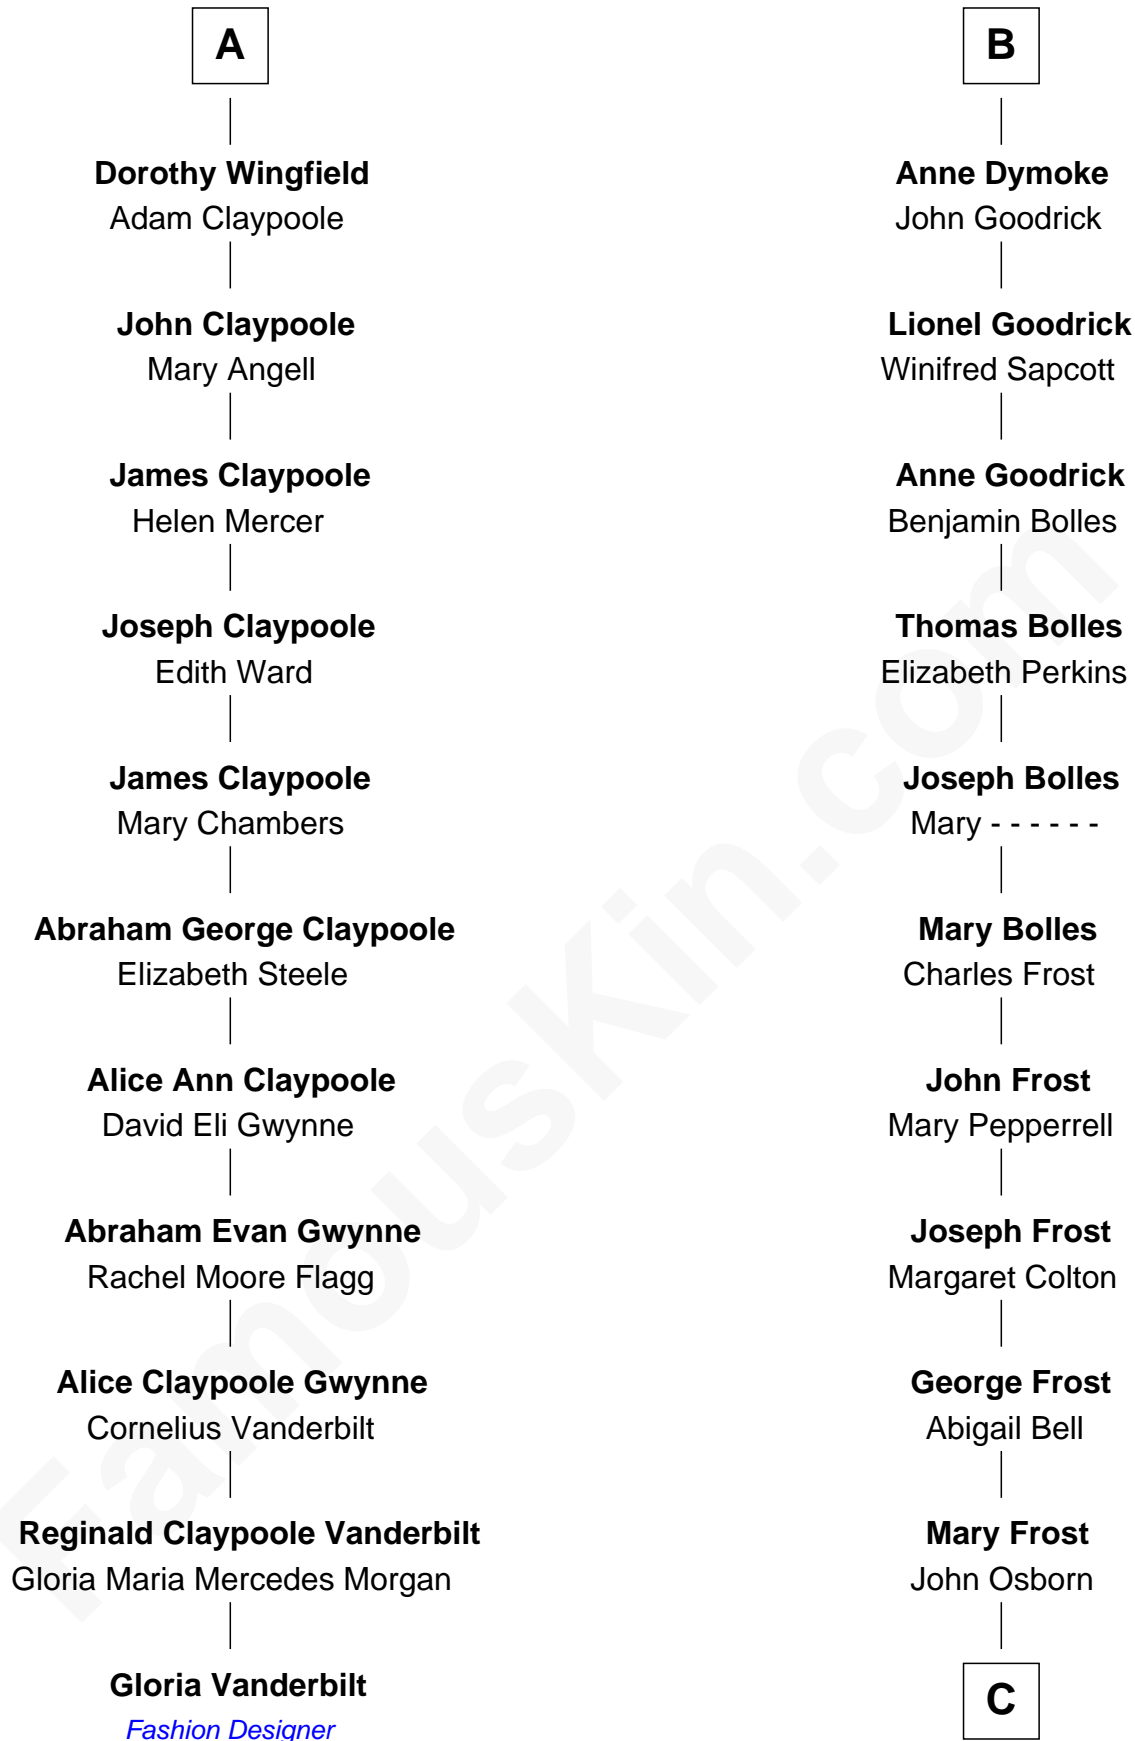 A
Dorothy Wingfield
Adam Claypoole
John Claypoole
Mary Angell
James Claypoole
Helen Mercer
Joseph Claypoole
Edith Ward
James Claypoole
Mary Chambers
Abraham George Claypoole
Elizabeth Steele
Alice Ann Claypoole
David Eli Gwynne
Abraham Evan Gwynne
Rachel Moore Flagg
Alice Claypoole Gwynne
Cornelius Vanderbilt
Reginald Claypoole Vanderbilt
Gloria Maria Mercedes Morgan
Gloria Vanderbilt
Fashion Designer
B
Anne Dymoke
John Goodrick
Lionel Goodrick
Winifred Sapcott
Anne Goodrick
Benjamin Bolles
Thomas Bolles
Elizabeth Perkins
Joseph Bolles
Mary - - - - - -
Mary Bolles
Charles Frost
John Frost
Mary Pepperrell
Joseph Frost
Margaret Colton
George Frost
Abigail Bell
Mary Frost
John Osborn
C
FamousKin.com